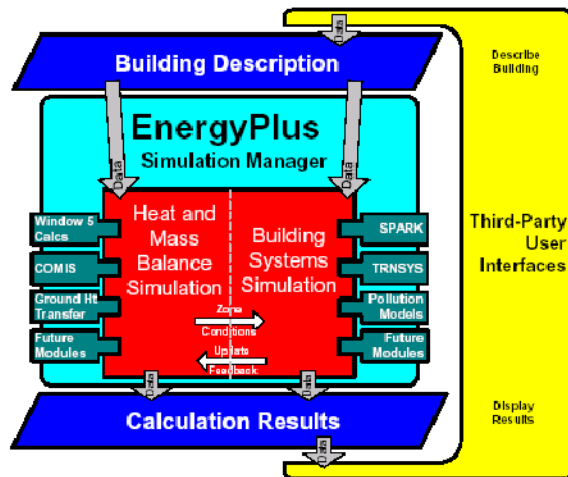 Data
Building Description
Describe
Building
Data
Data
EnergyPlus
Simulation Manager
Heat and
Mass
Balance
Simulation
Building
Systems
Simulation
Window 5
Calcs
COMIS
Ground Ht
Transfer
Future
Modules
SPARK
TRNSYS
Pollution
Models
Future
Modules
Zone
Conditions
Update
Feedback
Third-Party
User
Interfaces
Data
Data
Calculation Results
Display
Results
Data